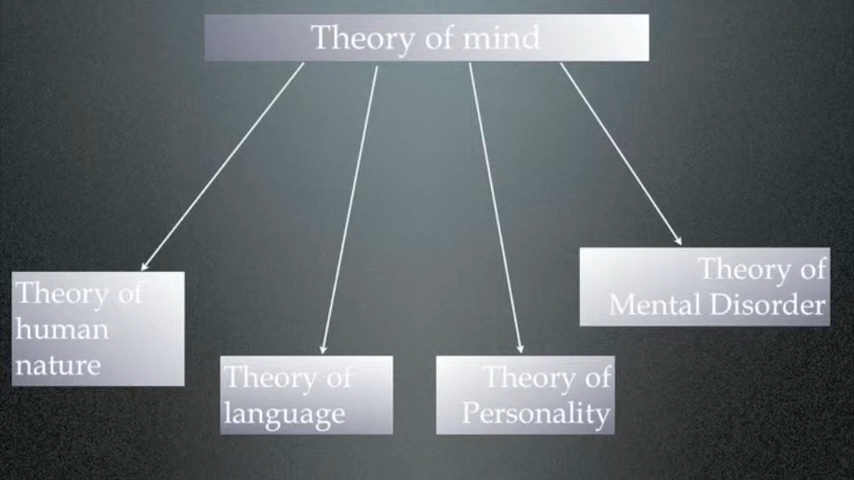 Theory of mind
Theory of
human
nature
Theory of
language
Theory of
Personality
Theory of
Mental Disorder